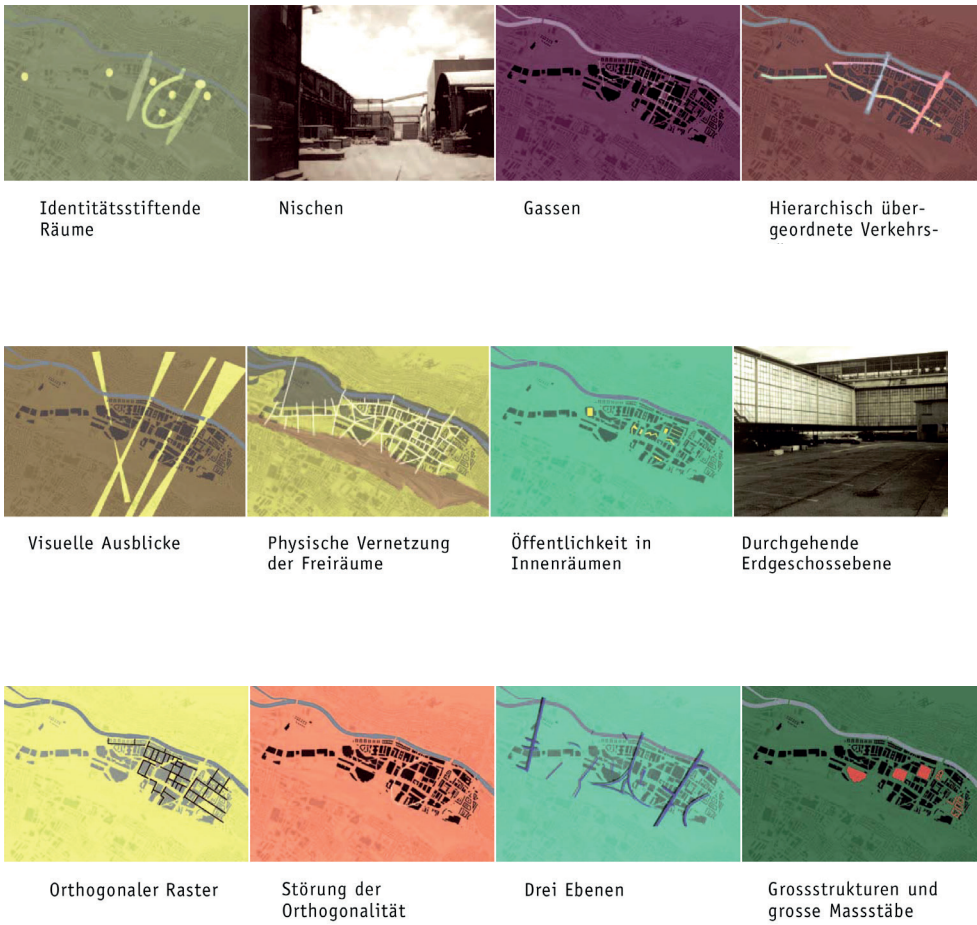 Identitätsstiftende
Räume
Nischen
Gassen
Hierarchisch über-
geordnete Verkehrs-
Visuelle Ausblicke
Physische Vernetzung
der Freiräume
Öffentlichkeit in
Innenräumen
Durchgehende
Erdgeschossebene
Orthogonaler Raster
Störung der
Orthogonalität
Drei Ebenen
Grossstrukturen und
grosse Massstäbe